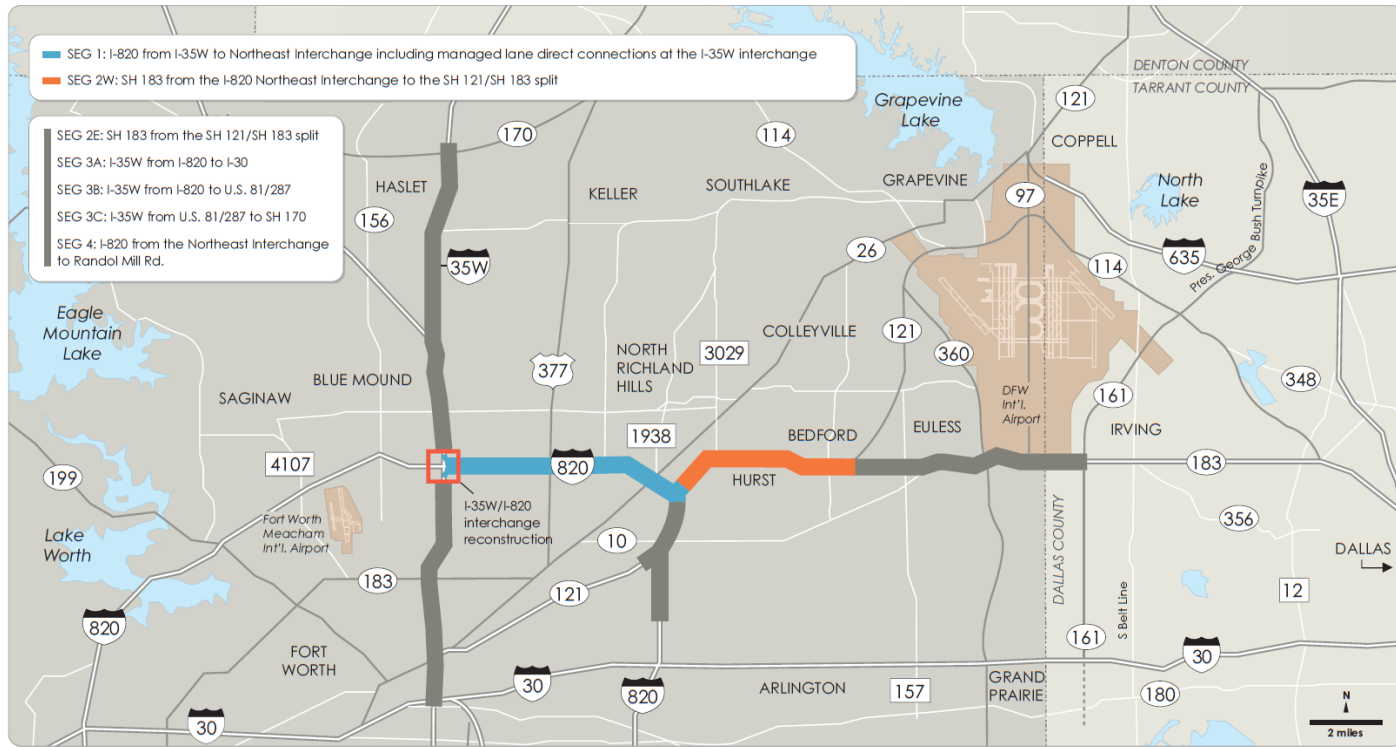 SEG 1: I-820 from I-35W to Northeast Interchange including managed lane direct connections at the I-35W interchange
SEG 2W: SH 183 from the I-820 Northeast Interchange to the SH 121/SH 183 split
SEG 2E: SH 183 from the SH 121/SH 183 split
SEG 3A: I-35W from I-820 to I-30
SEG 3B: I-35W from I-820 to U.S. 81/287
SEG 3C: I-35W from U.S. 81/287 to SH 170
SEG 4: I-820 from the Northeast Interchange
to Randol Mill Rd.
DENTON COUNTY
TARRANT COUNTY
Grapevine
Lake
121
170
114
COPPELL
HASLET
KELLER
SOUTHLAKE
GRAPEVINE
97
North
Lake
35E
156
Pres. George Bush Turnpike
26
635
114
35W
Eagle
Mountain
Lake
COLLEYVILLE
121
360
3029
NORTH
RICHLAND
HILLS
377
BLUE MOUND
SAGINAW
348
DFW
Int'l.
Airport
161
IRVING
EULESS
BEDFORD
1938
4107
820
183
HURST
199
I-35W/I-820
interchange
reconstruction
Fort Worth
Meacham
Int'l. Airport
Lake
Worth
10
356
DALLAS
183
121
DALLAS COUNTY
S Belt Line
12
820
161
FORT
WORTH
30
30
820
ARLINGTON
157
GRAND
PRAIRIE
180
30
N
2 miles